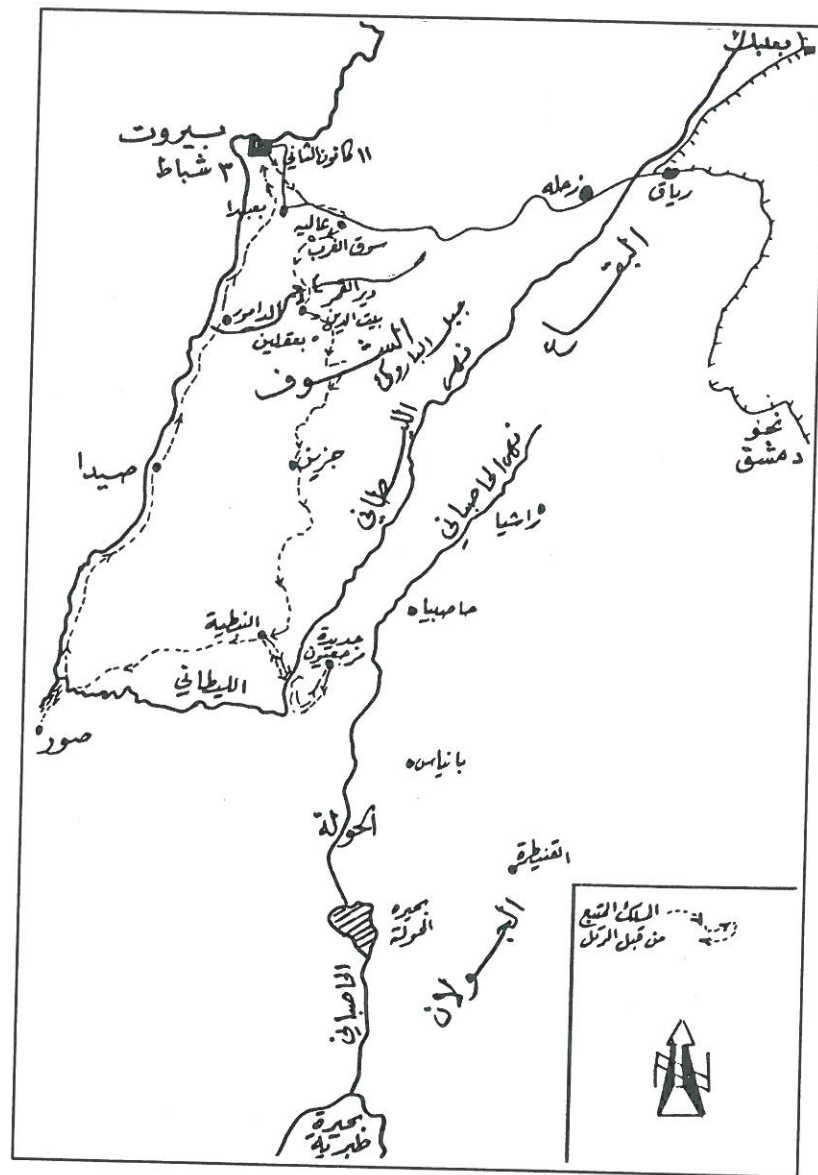 بعلبك
بيروت
١١ كانون الثاني
٣ شباط
زحله
رياق
بعبدا
عاليه
سوق الغرب
البقاع
دير القمر
الدامور
بيت الدين
بعقلين
الشوف
جبل الباروك
نهر الليطاني
نحو
دمشق
صيدا
جزين
نهر الحاصباني
راشيا
حاصبيا
النبطية
جديدة
مرجعيون
الليطاني
صور
بانياس
الحولة
القنيطرة
بحيرة
الحولة
الجولان
الحاصباني
بحيرة
طبرية
المسلك المتبع
من قبل الرتل